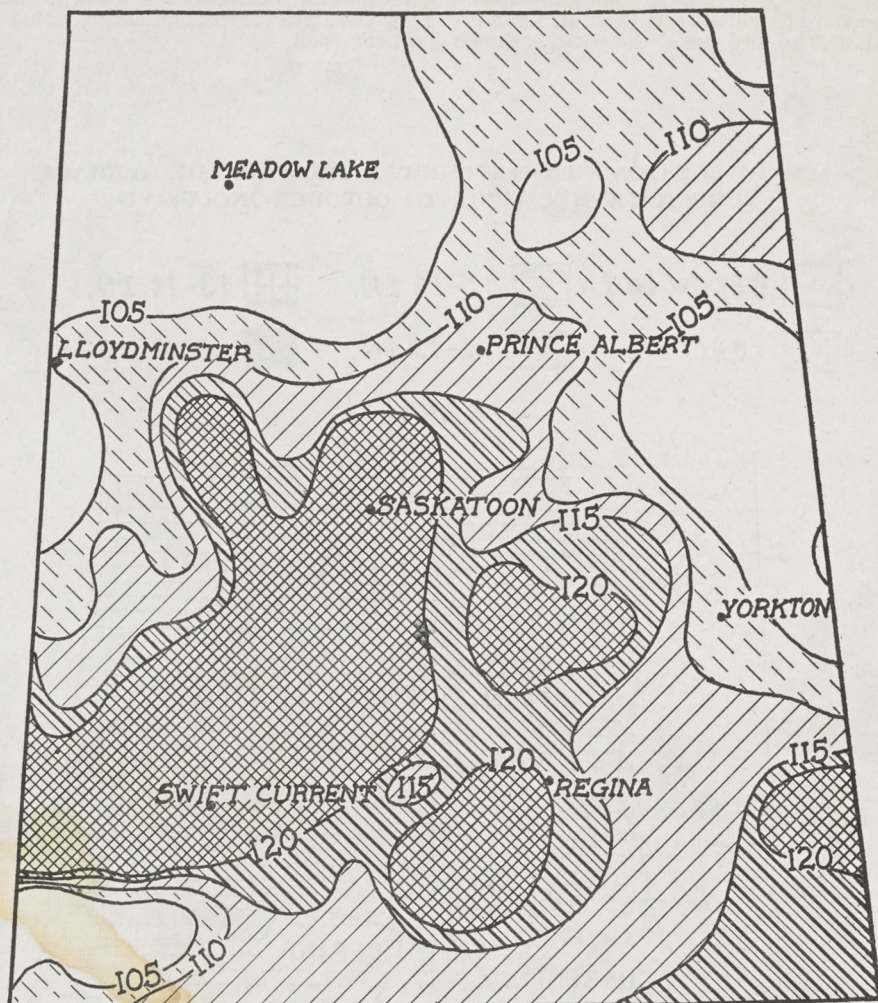 110
105
MEADOW LAKE
105
110
105
LLOYDMINSTER
PRINCE ALBERT
SASKATOON
115
120
YORKTON
115
120
SWIFT CURRENT
115
REGINA
120
120
110
105